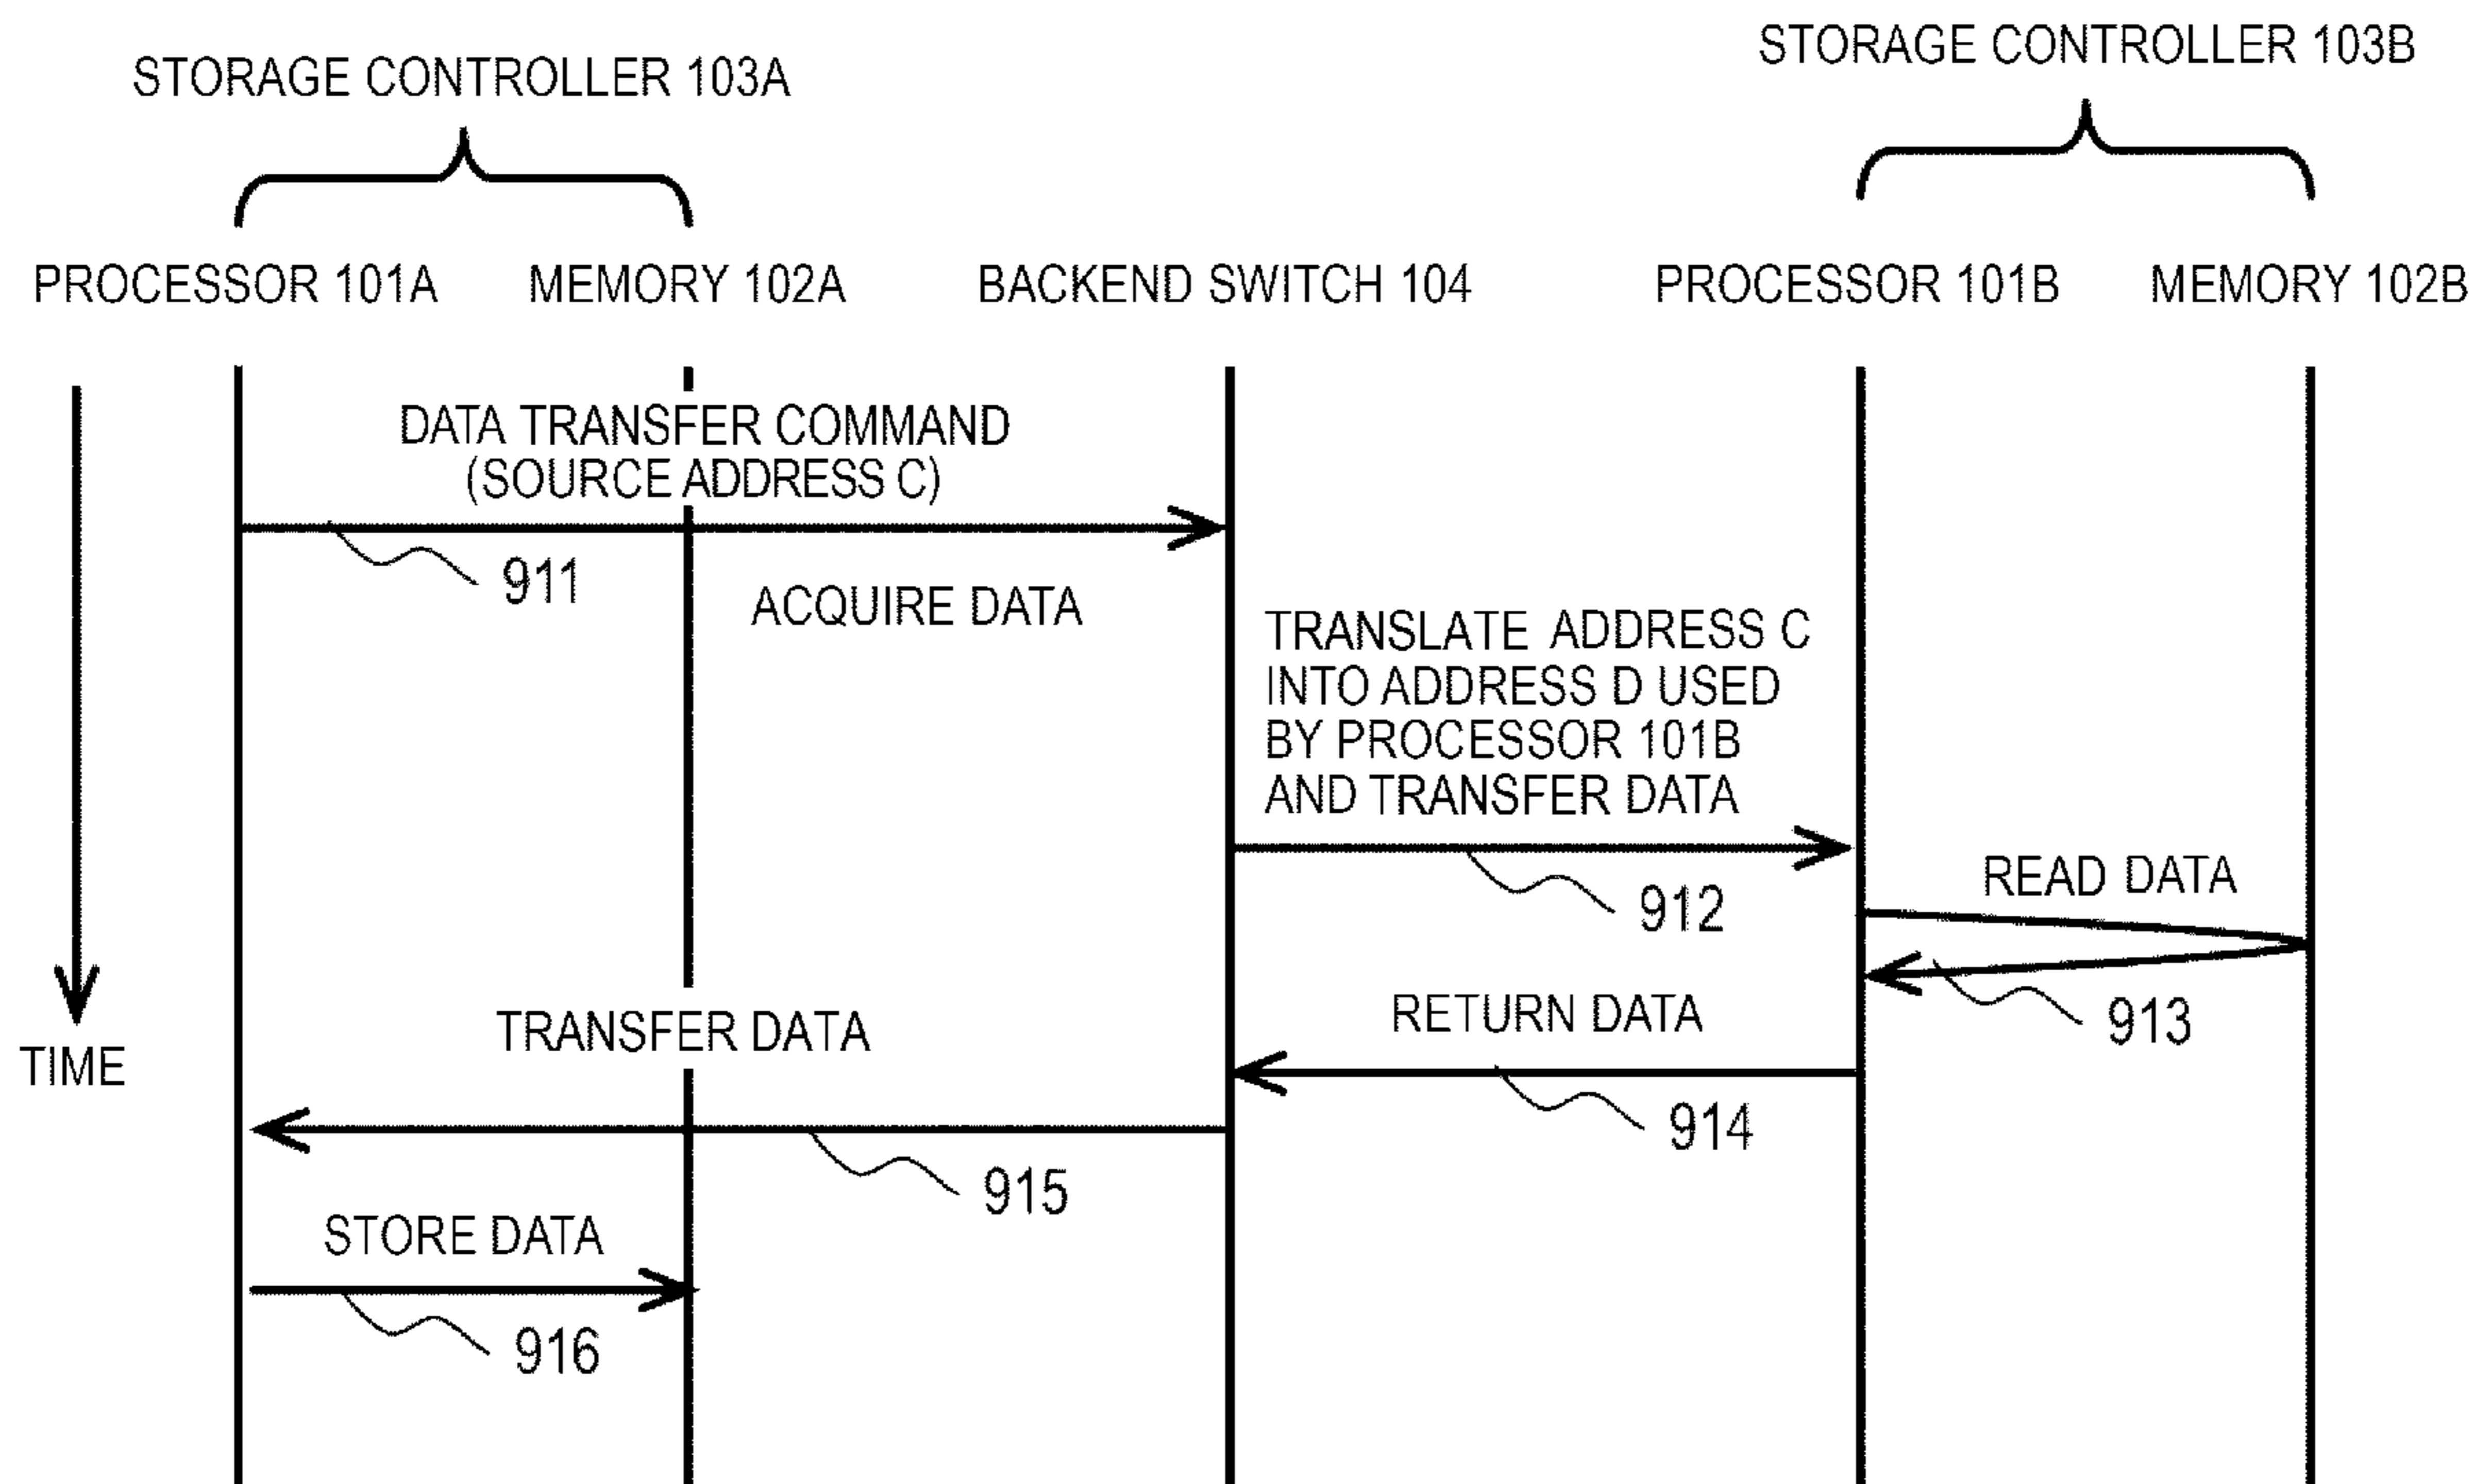 STORAGE CONTROLLER 103A
STORAGE CONTROLLER 103B
PROCESSOR 101A
MEMORY 102A
BACKEND SWITCH 104
PROCESSOR 101B
MEMORY 102B
DATA TRANSFER COMMAND
(SOURCE ADDRESS C)
911
ACQUIRE DATA
TRANSLATE ADDRESS C
INTO ADDRESS D USED
BY PROCESSOR 101B
AND TRANSFER DATA
912
READ DATA
913
RETURN DATA
914
TRANSFER DATA
TIME
915
STORE DATA
916